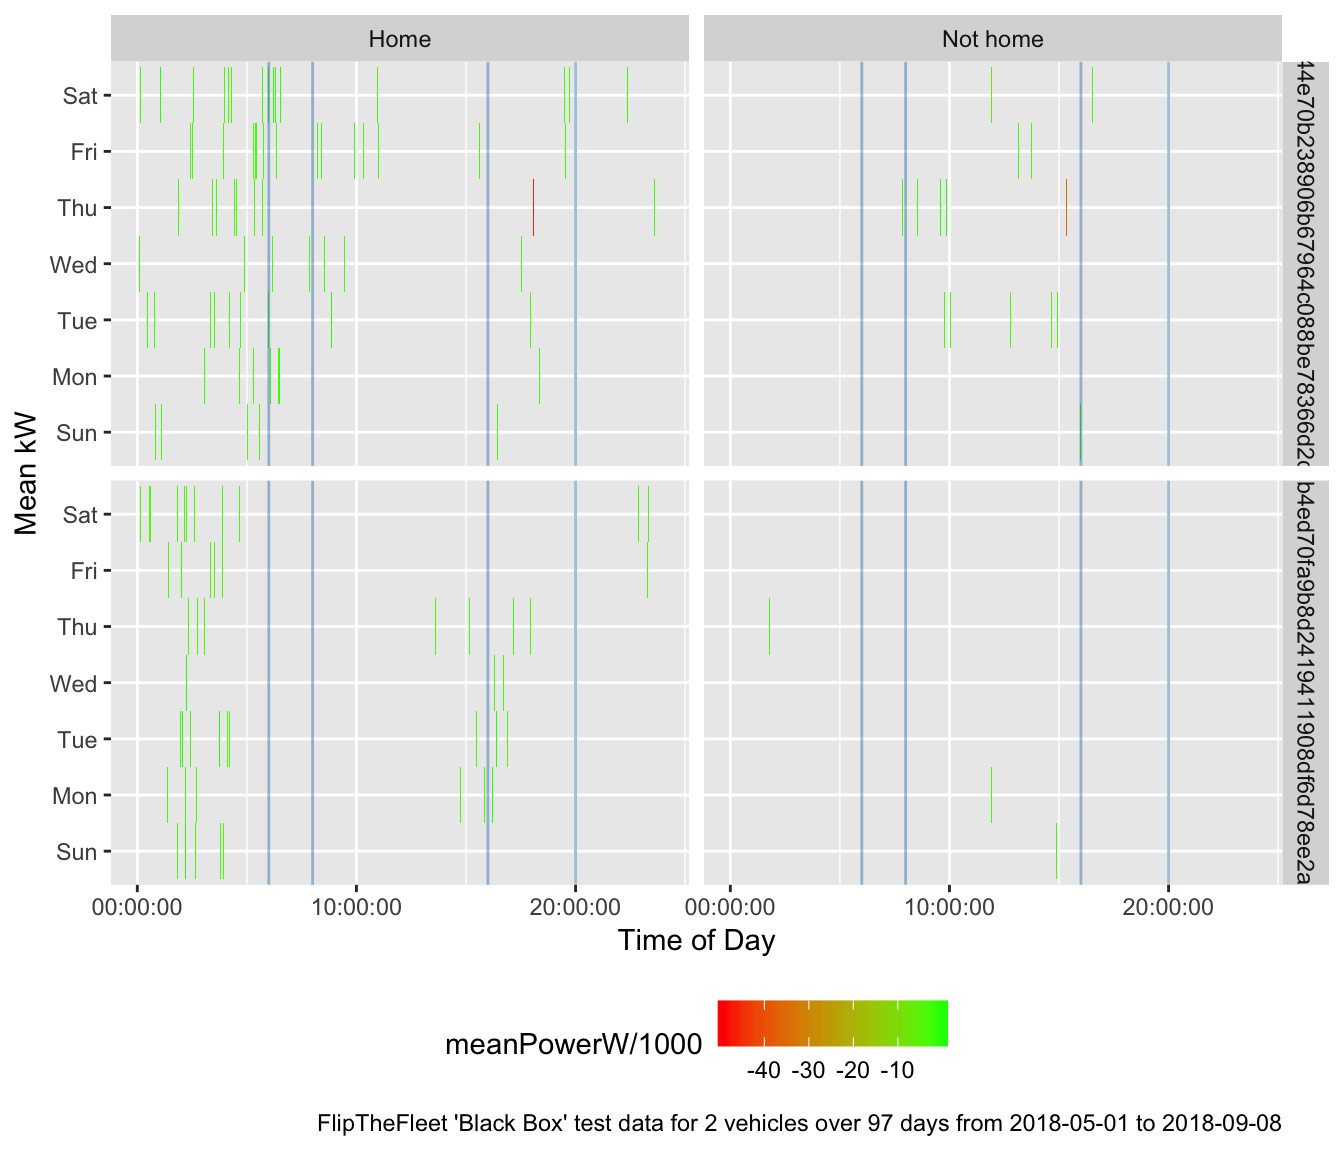 Home
Not home
Sat
Fri
Thu
Wed
Tue
Mon
Sun
44e70b238906b67964c088be78366d2c
Mean kW
Sat
Fri
Thu
Wed
Tue
Mon
Sun
b4ed70fa9b8d2419411908df6d78ee2a
00:00:00 10:00:00 20:00:00 00:00:00 10:00:00 20:00:00
Time of Day
meanPowerW/1000
-40 -30 -20 -10
FlipTheFleet 'Black Box' test data for 2 vehicles over 97 days from 2018-05-01 to 2018-09-08